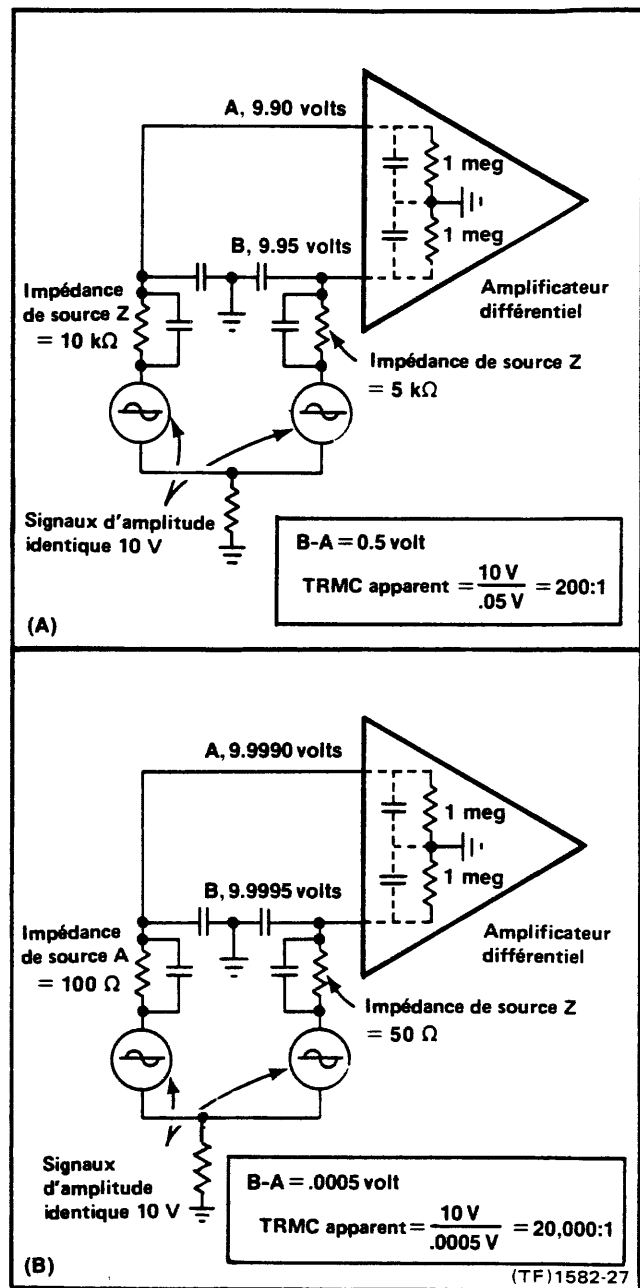 A, 9.90 volts
1 meg
1 meg
B, 9.95 volts
Amplificateur
différentiel
Impédance
de source Z
= 10 kΩ
Impédance de source Z
= 5 kΩ
Signaux d'amplitude
identique 10 V
B-A = 0.5 volt
TRMC apparent = 10 V / .05 V = 200:1
(A)
A, 9.9990 volts
1 meg
1 meg
B, 9.9995 volts
Amplificateur
différentiel
Impédance
de source A
= 100 Ω
Impédance de source Z
= 50 Ω
Signaux
d'amplitude
identique 10 V
B-A = .0005 volt
TRMC apparent = 10 V / .0005 V = 20,000:1
(B)
(TF)1582-27